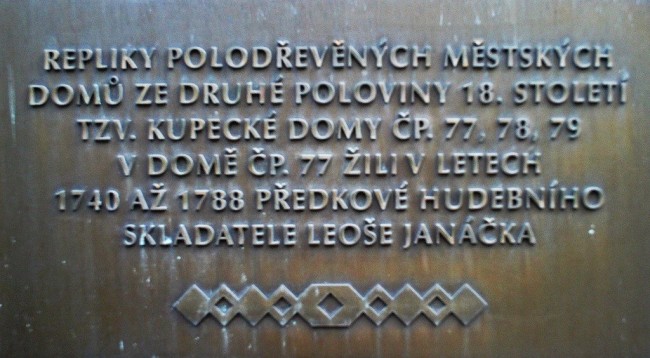 REPLIKY POLODŘEVĚNÝCH MĚSTSKÝCH
DOMŮ ZE DRUHÉ POLOVINY 18. STOLETÍ
TZV. KUPECKÉ DOMY ČP. 77, 78, 79
V DOMĚ ČP. 77 ŽILI V LETECH
1740 AŽ 1788 PŘEDKOVÉ HUDEBNÍHO
SKLADATELE LEOŠE JANÁČKA